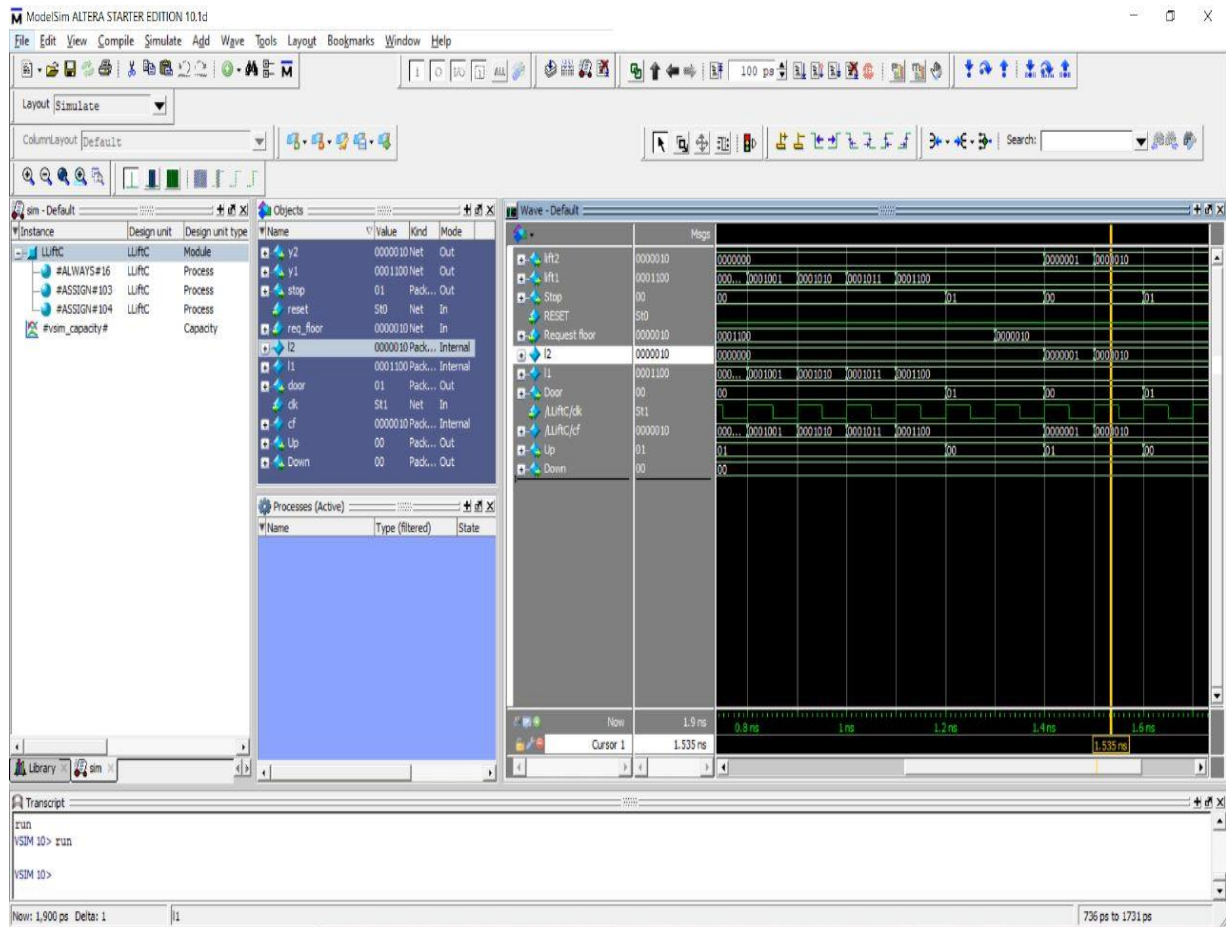 ModelSim ALTERA STARTER EDITION 10.1d
File Edit View Compile Simulate Add Wave Tools Layout Bookmarks Window Help
100 ps
Layout Simulate
ColumnLayout Default
Search:
sim - Default
Instance Design unit Design unit type
LLiftC LLiftC Module
#ALWAYS#16 LLiftC Process
#ASSIGN#103 LLiftC Process
#ASSIGN#104 LLiftC Process
#vsim_capacity# Capacity
Library sim
Objects
Name Value Kind Mode
y2 0000010 Net Out
y1 0001100 Net Out
stop 01 Pack... Out
reset St0 Net In
req_floor 0000010 Net In
l2 0000010 Pack... Internal
l1 0001100 Pack... Internal
door 01 Pack... Out
clk St1 Net In
cf 0000010 Pack... Internal
Up 00 Pack... Out
Down 00 Pack... Out
Processes (Active)
Name Type (filtered) State
Wave - Default
Msgs
lift2 0000010 0000000 0000001 0000010
lift1 0001100 000... 0001001 0001010 0001011 0001100
Stop 00 00 01 00 01
RESET St0
Request floor 0000010 0001100 0000010
l2 0000010 0000000 0000001 0000010
l1 0001100 000... 0001001 0001010 0001011 0001100
Door 00 00 01 00 01
/LLiftC/clk St1
/LLiftC/cf 0000010 000... 0001001 0001010 0001011 0001100 0000001 0000010
Up 01 01 00 01 00
Down 00 00
Now 1.9 ns 0.8 ns 1 ns 1.2 ns 1.4 ns 1.6 ns
Cursor 1 1.535 ns 1.535 ns
Transcript
run
VSIM 10> run
VSIM 10>
Now: 1,900 ps Delta: 1 l1 736 ps to 1731 ps